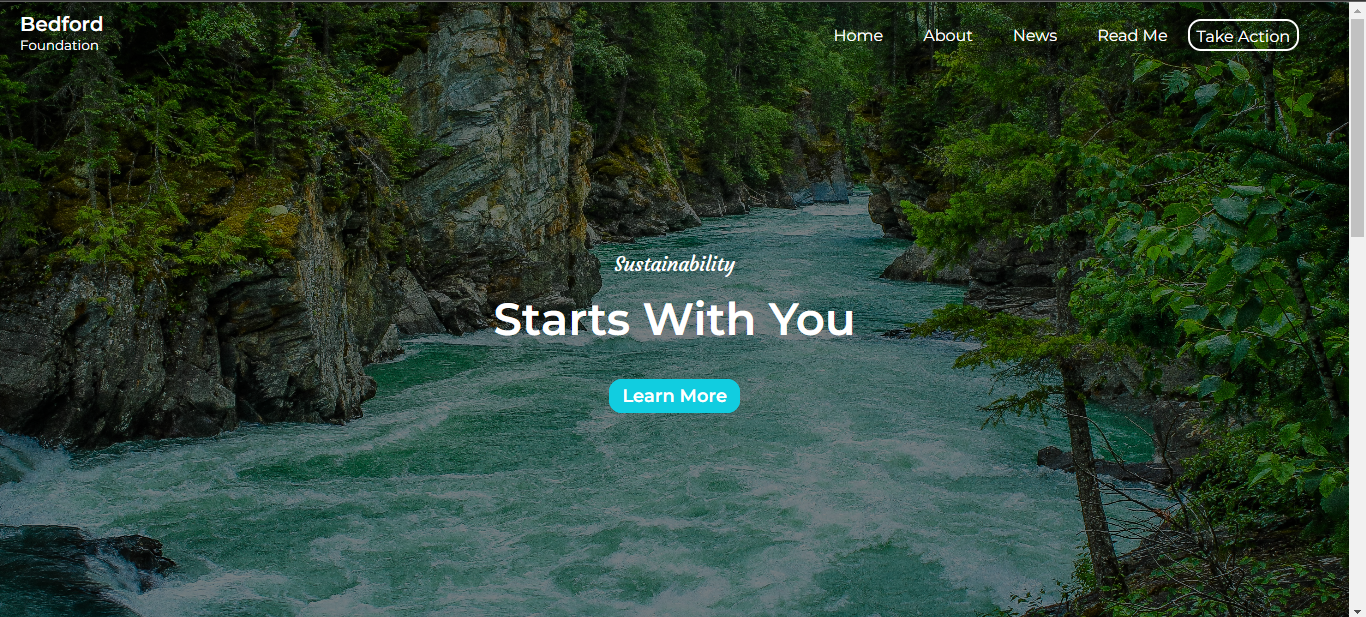 Bedford
Foundation
Home About News Read Me Take Action
Sustainability
Starts With You
Learn More